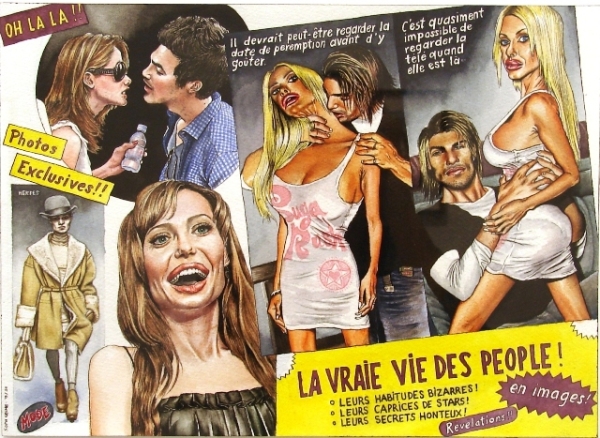 OH LA LA !!
Il devrait peut-être regarder la
date de péremption avant d'y
goûter.
C'est quasiment
impossible de
regarder la
télé quand
elle est là.
Photos
Exclusives!!
MODE
LA VRAIE VIE DES PEOPLE !
LEURS HABITUDES BIZARRES !
LEURS CAPRICES DE STARS !
LEURS SECRETS HONTEUX !
en images!
Révélations!!!